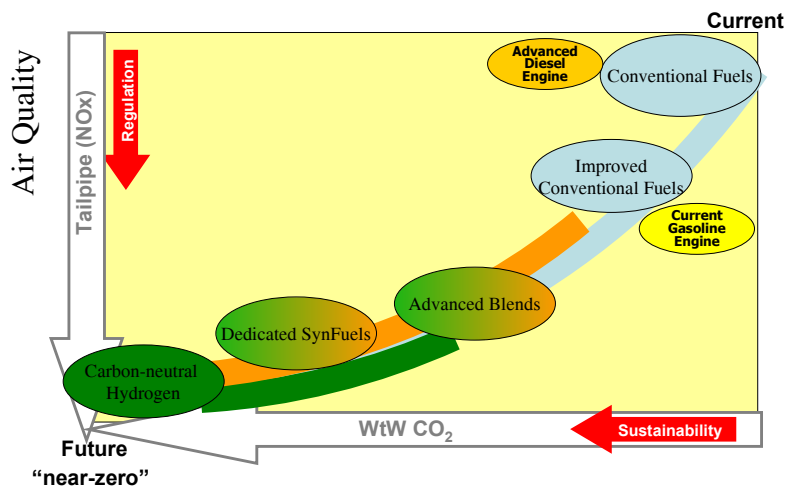 Current
Advanced
Diesel
Engine
Conventional Fuels
Air Quality
Tailpipe (NOx)
Regulation
Improved
Conventional Fuels
Current
Gasoline
Engine
Advanced Blends
Dedicated SynFuels
Carbon-neutral
Hydrogen
WtW CO₂
Sustainability
Future
“near-zero”